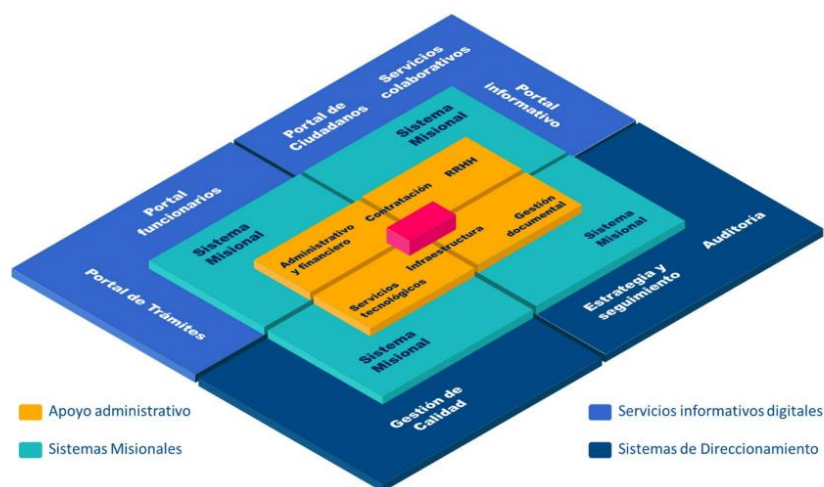 Servicios
colaborativos
Portal de
Ciudadanos
Portal
informativo
Sistema
Misional
Portal
funcionarios
Sistema
Misional
Portal de Trámites
RRHH
Contratación
Administrativo
y financiero
Gestión
documental
Infraestructura
Servicios
tecnológicos
Sistema
Misional
Auditoría
Estrategia y
seguimiento
Sistema
Misional
Gestión de
Calidad
Apoyo administrativo
Sistemas Misionales
Servicios informativos digitales
Sistemas de Direccionamiento